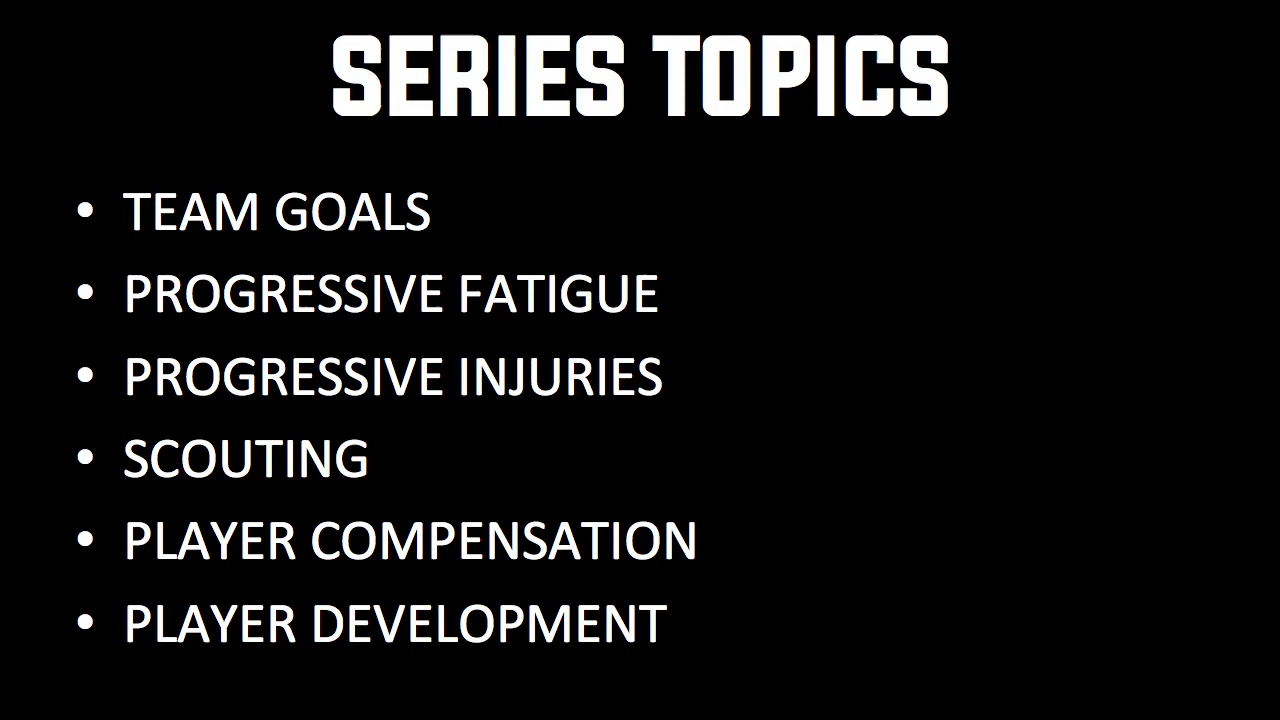 SERIES TOPICS
• TEAM GOALS
• PROGRESSIVE FATIGUE
• PROGRESSIVE INJURIES
• SCOUTING
• PLAYER COMPENSATION
• PLAYER DEVELOPMENT